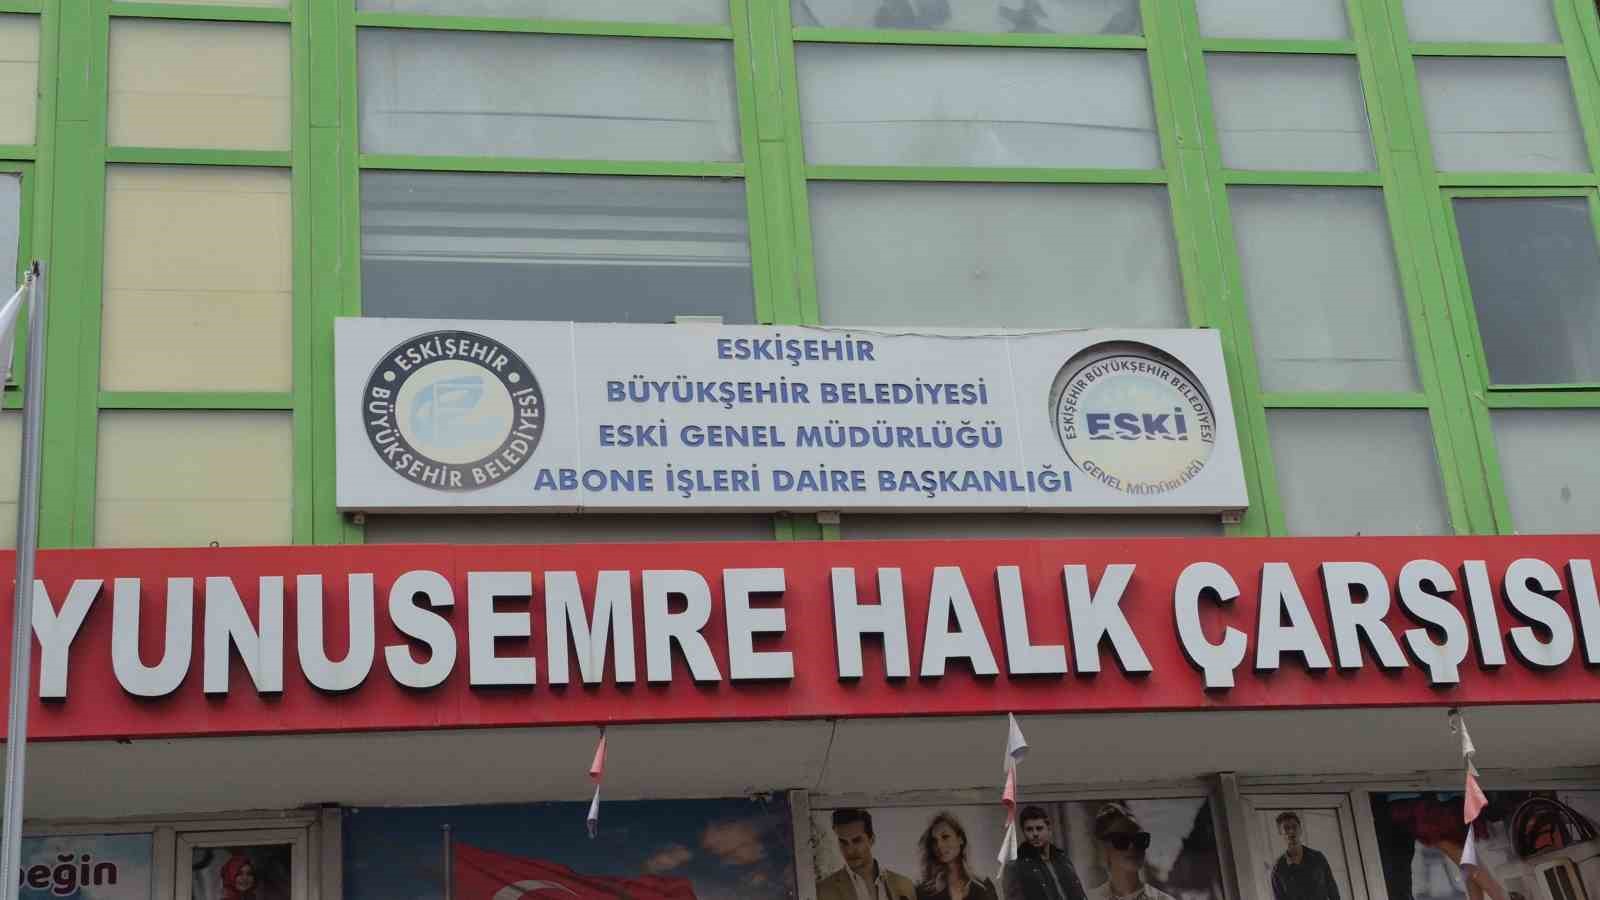 ESKİŞEHİR
BÜYÜKŞEHİR BELEDİYESİ
ESKİŞEHİR
BÜYÜKŞEHİR BELEDİYESİ
ESKİ GENEL MÜDÜRLÜĞÜ
ABONE İŞLERİ DAİRE BAŞKANLIĞI
ESKİŞEHİR BÜYÜKŞEHİR BELEDİYESİ
ESKİ
GENEL MÜDÜRLÜĞÜ
YUNUSEMRE HALK ÇARŞISI